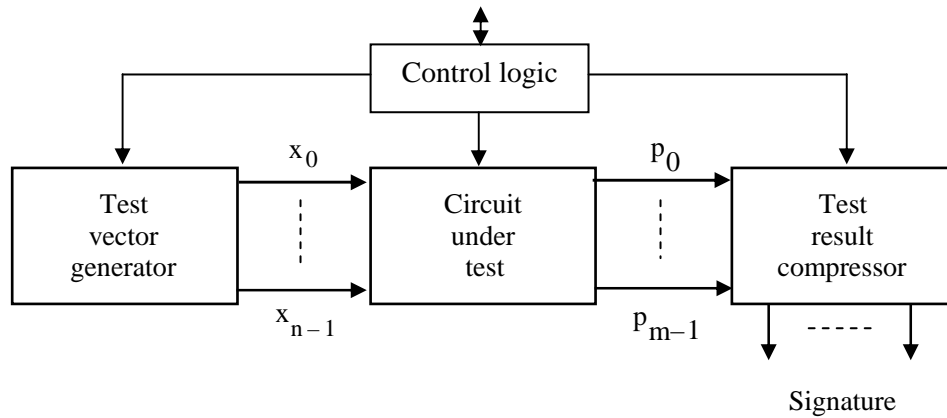 Control logic
x0
p0
Test
vector
generator
Circuit
under
test
Test
result
compressor
xn – 1
pm–1
Signature